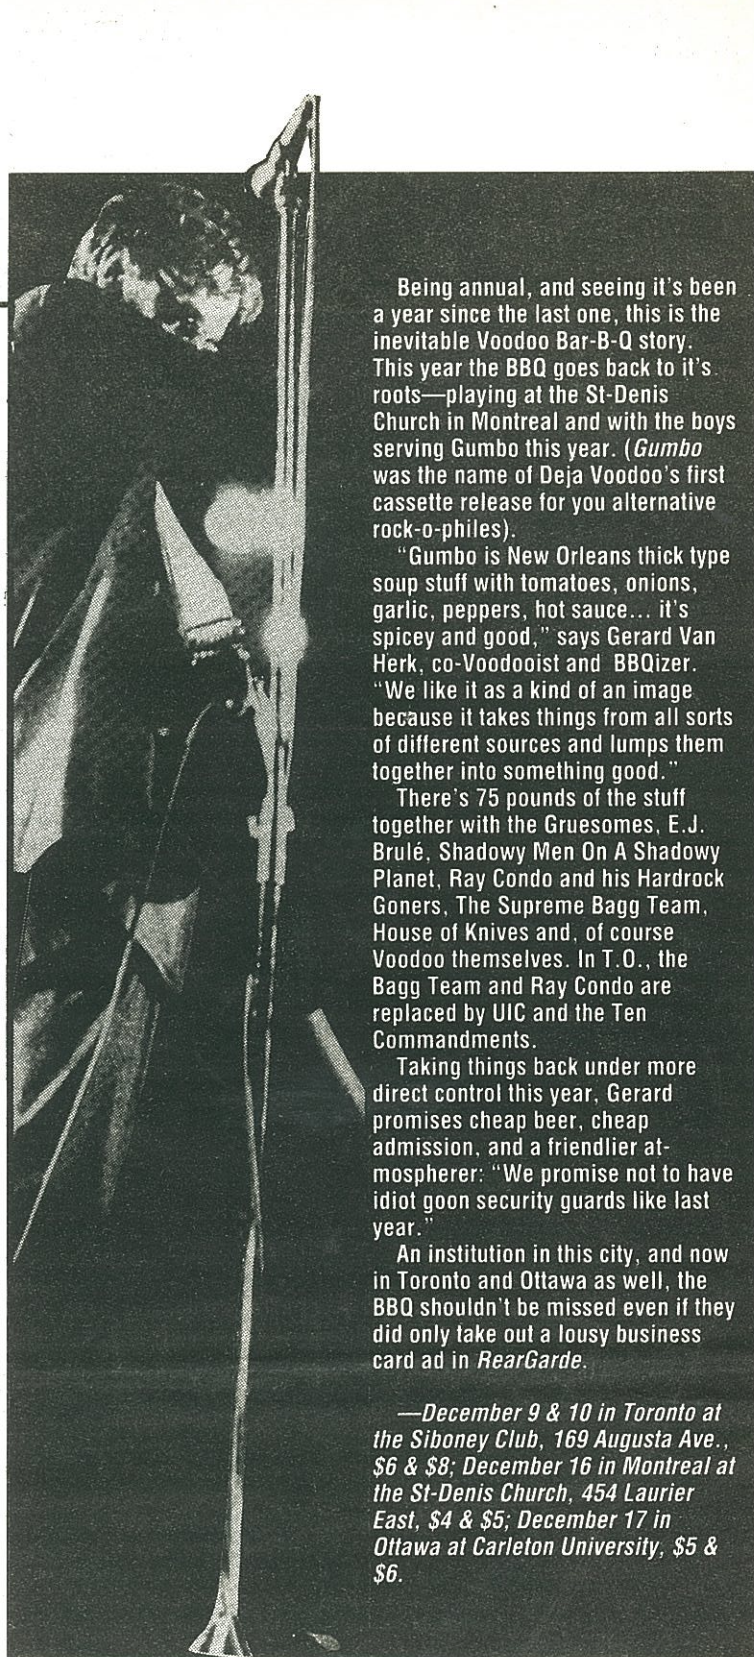 Being annual, and seeing it's been
a year since the last one, this is the
inevitable Voodoo Bar-B-Q story.
This year the BBQ goes back to it's
roots—playing at the St-Denis
Church in Montreal and with the boys
serving Gumbo this year. (Gumbo
was the name of Deja Voodoo's first
cassette release for you alternative
rock-o-philes).
"Gumbo is New Orleans thick type
soup stuff with tomatoes, onions,
garlic, peppers, hot sauce... it's
spicey and good," says Gerard Van
Herk, co-Voodooist and BBQizer.
"We like it as a kind of an image
because it takes things from all sorts
of different sources and lumps them
together into something good."
There's 75 pounds of the stuff
together with the Gruesomes, E.J.
Brulé, Shadowy Men On A Shadowy
Planet, Ray Condo and his Hardrock
Goners, The Supreme Bagg Team,
House of Knives and, of course
Voodoo themselves. In T.O., the
Bagg Team and Ray Condo are
replaced by UIC and the Ten
Commandments.
Taking things back under more
direct control this year, Gerard
promises cheap beer, cheap
admission, and a friendlier at-
mospherer: "We promise not to have
idiot goon security guards like last
year."
An institution in this city, and now
in Toronto and Ottawa as well, the
BBQ shouldn't be missed even if they
did only take out a lousy business
card ad in RearGarde.
—December 9 & 10 in Toronto at
the Siboney Club, 169 Augusta Ave.,
$6 & $8; December 16 in Montreal at
the St-Denis Church, 454 Laurier
East, $4 & $5; December 17 in
Ottawa at Carleton University, $5 &
$6.